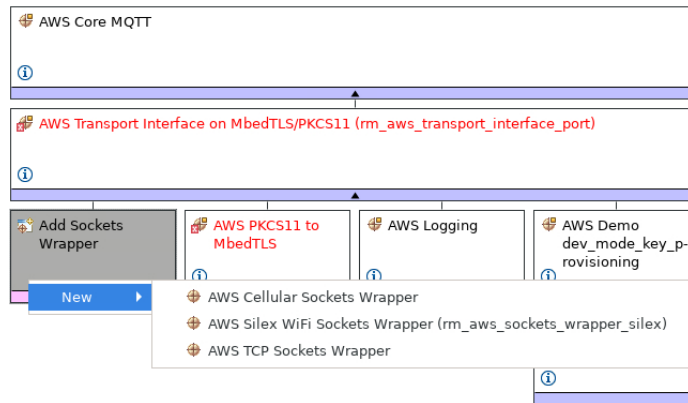 AWS Core MQTT
AWS Transport Interface on MbedTLS/PKCS11 (rm_aws_transport_interface_port)
Add Sockets
Wrapper
AWS PKCS11 to
MbedTLS
AWS Logging
AWS Demo
dev_mode_key_p-
rovisioning
New
AWS Cellular Sockets Wrapper
AWS Silex WiFi Sockets Wrapper (rm_aws_sockets_wrapper_silex)
AWS TCP Sockets Wrapper